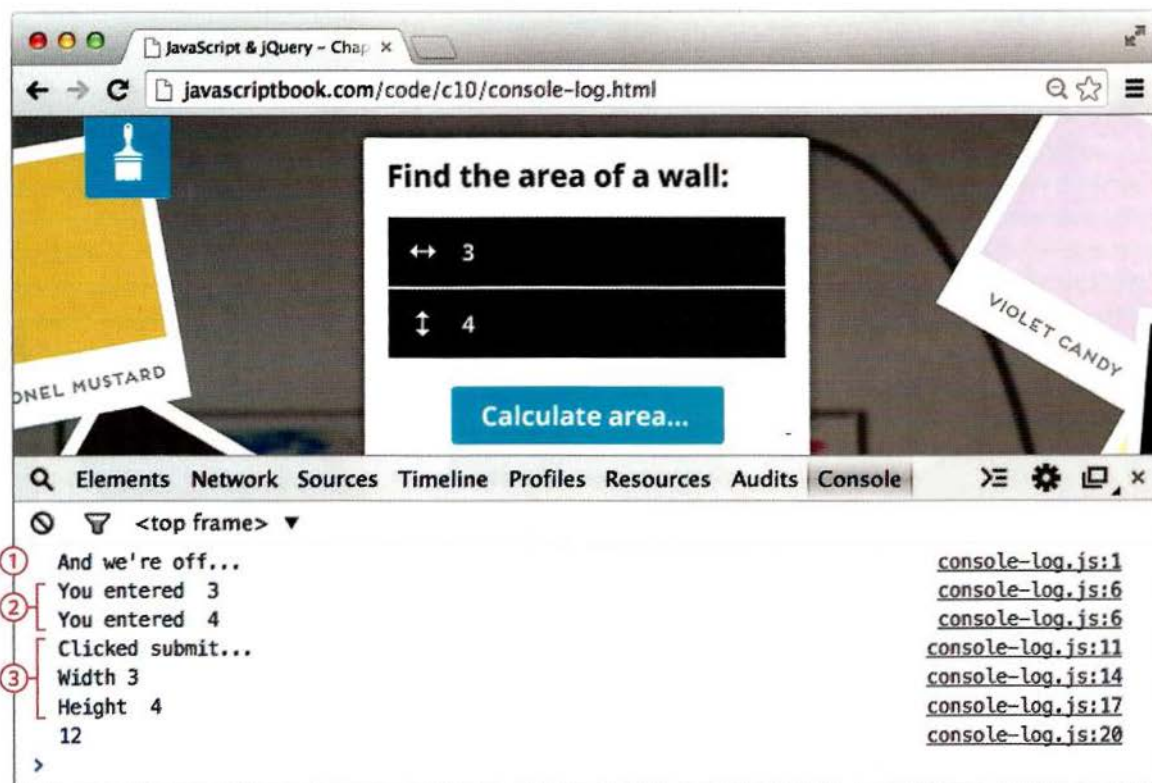 JavaScript & jQuery – Chap ×
javascriptbook.com/code/c10/console-log.html
Find the area of a wall:
3
4
MUSTARD
VIOLET CANDY
Calculate area...
Elements Network Sources Timeline Profiles Resources Audits Console
<top frame> ▼
1 And we're off... console-log.js:1
2 You entered 3 console-log.js:6
You entered 4 console-log.js:6
3 Clicked submit... console-log.js:11
Width 3 console-log.js:14
Height 4 console-log.js:17
12 console-log.js:20
>